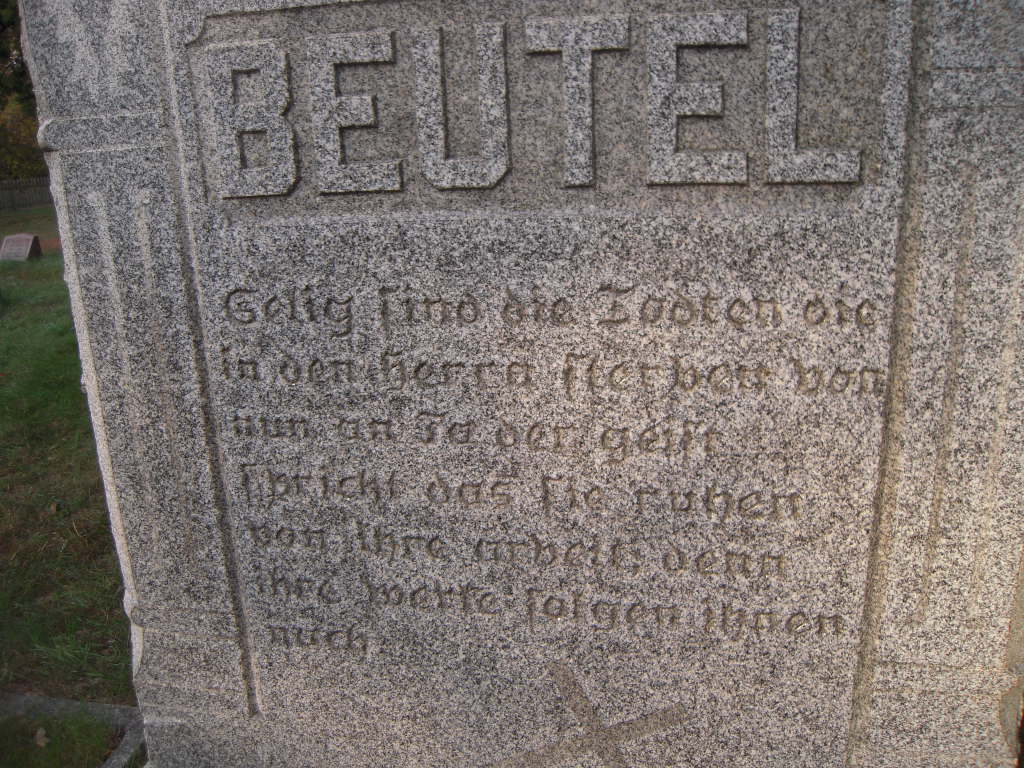 BEUTEL
Selig sind die Todten die
in den herrn sterben von
nun an Ja der geist
spricht das sie ruhen
von ihre arbeit; denn
ihre werke folgen ihnen
nach.